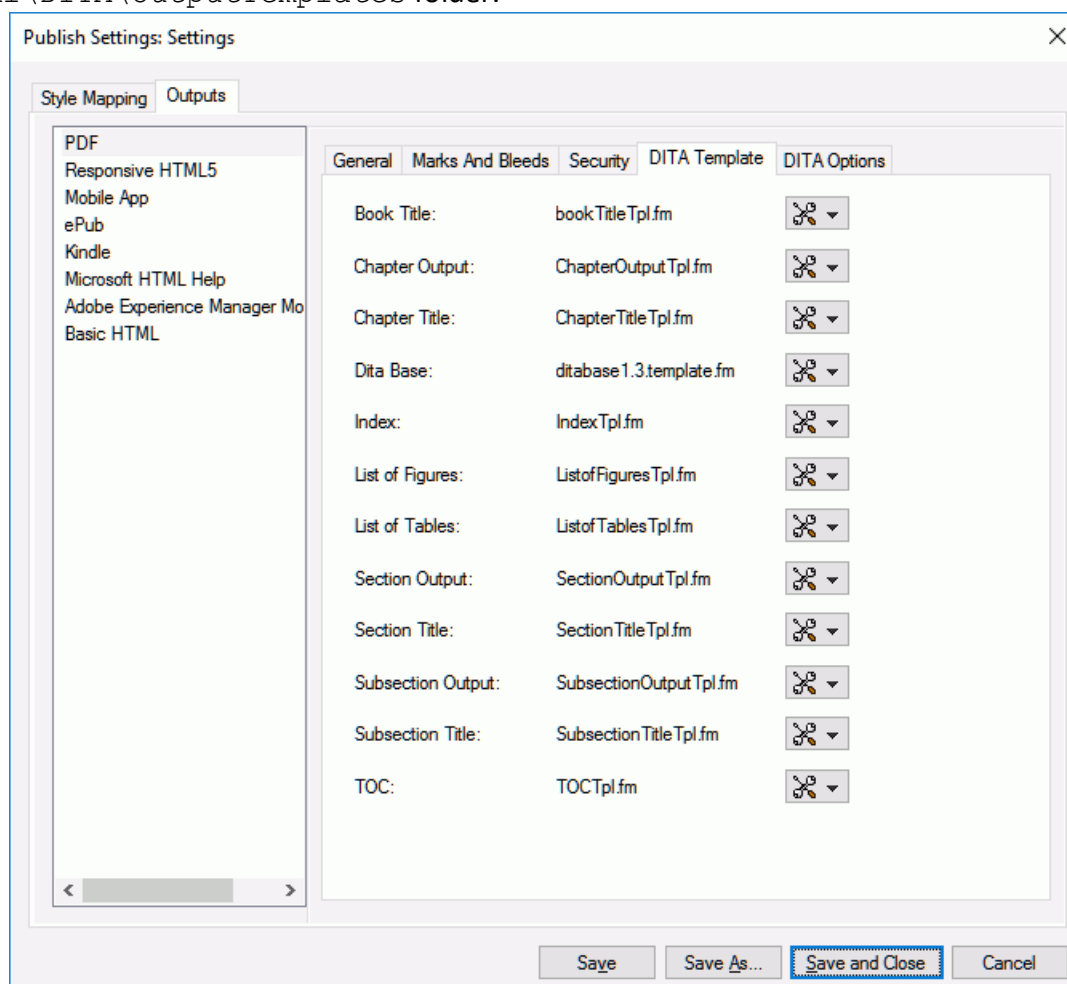 \DITA\OutputTemplates folder.
Publish Settings: Settings
Style Mapping Outputs
PDF
Responsive HTML5
Mobile App
ePub
Kindle
Microsoft HTML Help
Adobe Experience Manager Mo
Basic HTML
General Marks And Bleeds Security DITA Template DITA Options
Book Title: bookTitleTpl.fm
Chapter Output: ChapterOutputTpl.fm
Chapter Title: ChapterTitleTpl.fm
Dita Base: ditabase1.3.template.fm
Index: IndexTpl.fm
List of Figures: ListofFiguresTpl.fm
List of Tables: ListofTablesTpl.fm
Section Output: SectionOutputTpl.fm
Section Title: SectionTitleTpl.fm
Subsection Output: SubsectionOutputTpl.fm
Subsection Title: SubsectionTitleTpl.fm
TOC: TOCTpl.fm
Save Save As... Save and Close Cancel